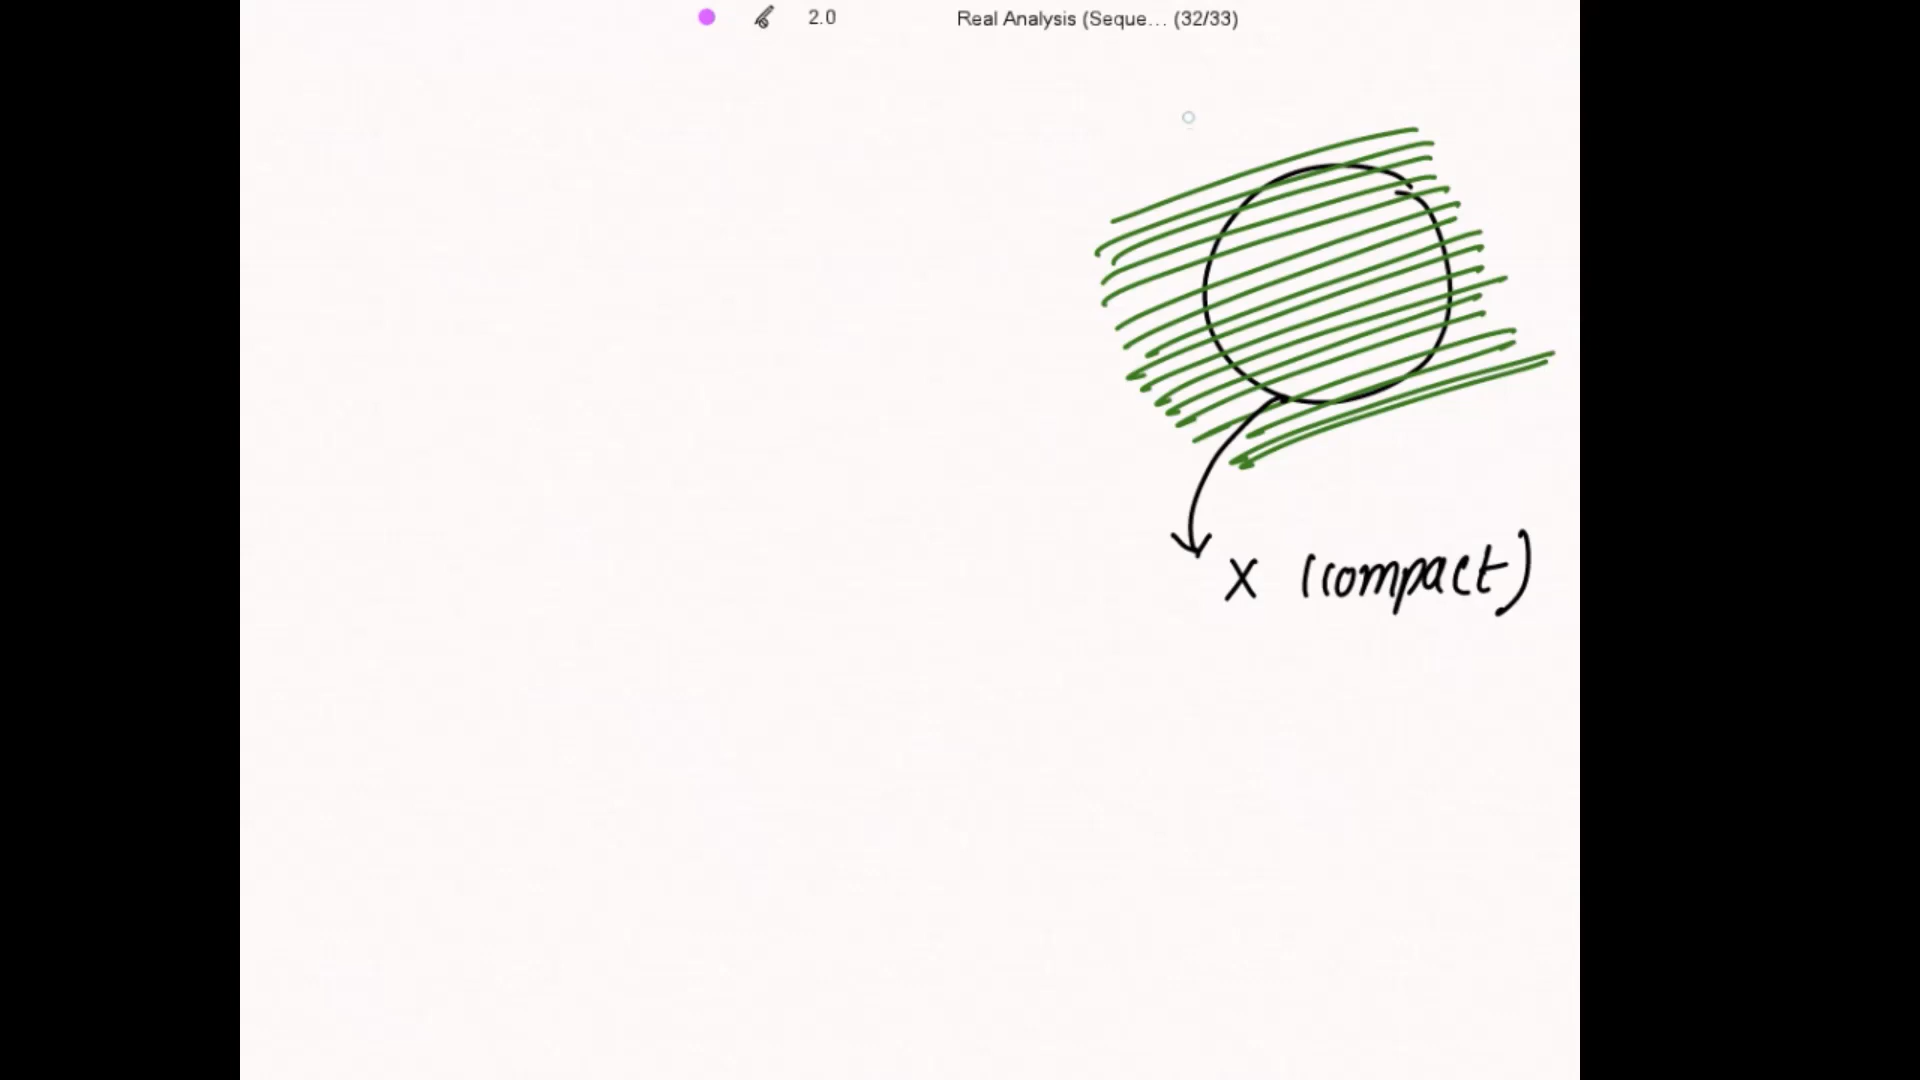 2.0 Real Analysis (Seque... (32/33)
X (compact)